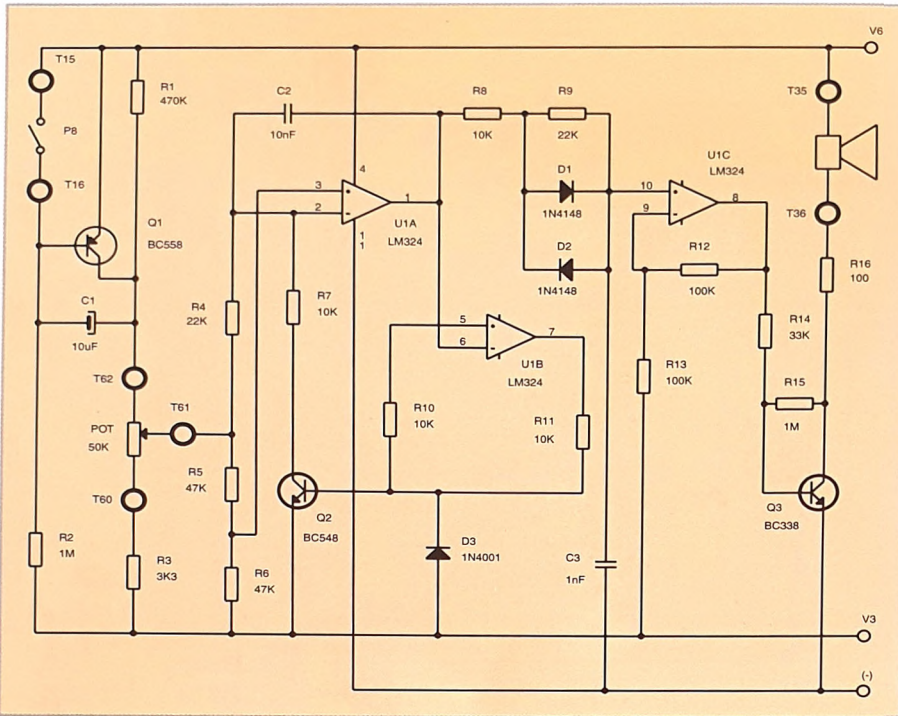 V6
T15
P8
T16
R1
470K
C2
10nF
R8
10K
R9
22K
T35
T36
Q1
BC558
C1
10uF
4
3
2
1
1
1
U1A
LM324
D1
1N4148
D2
1N4148
U1C
LM324
10
9
8
R12
100K
R16
100
R4
22K
R7
10K
5
6
7
U1B
LM324
R13
100K
R14
33K
R15
1M
T62
POT
50K
T61
T60
R10
10K
R11
10K
R5
47K
Q2
BC548
Q3
BC338
R2
1M
R3
3K3
R6
47K
D3
1N4001
C3
1nF
V3
(-)